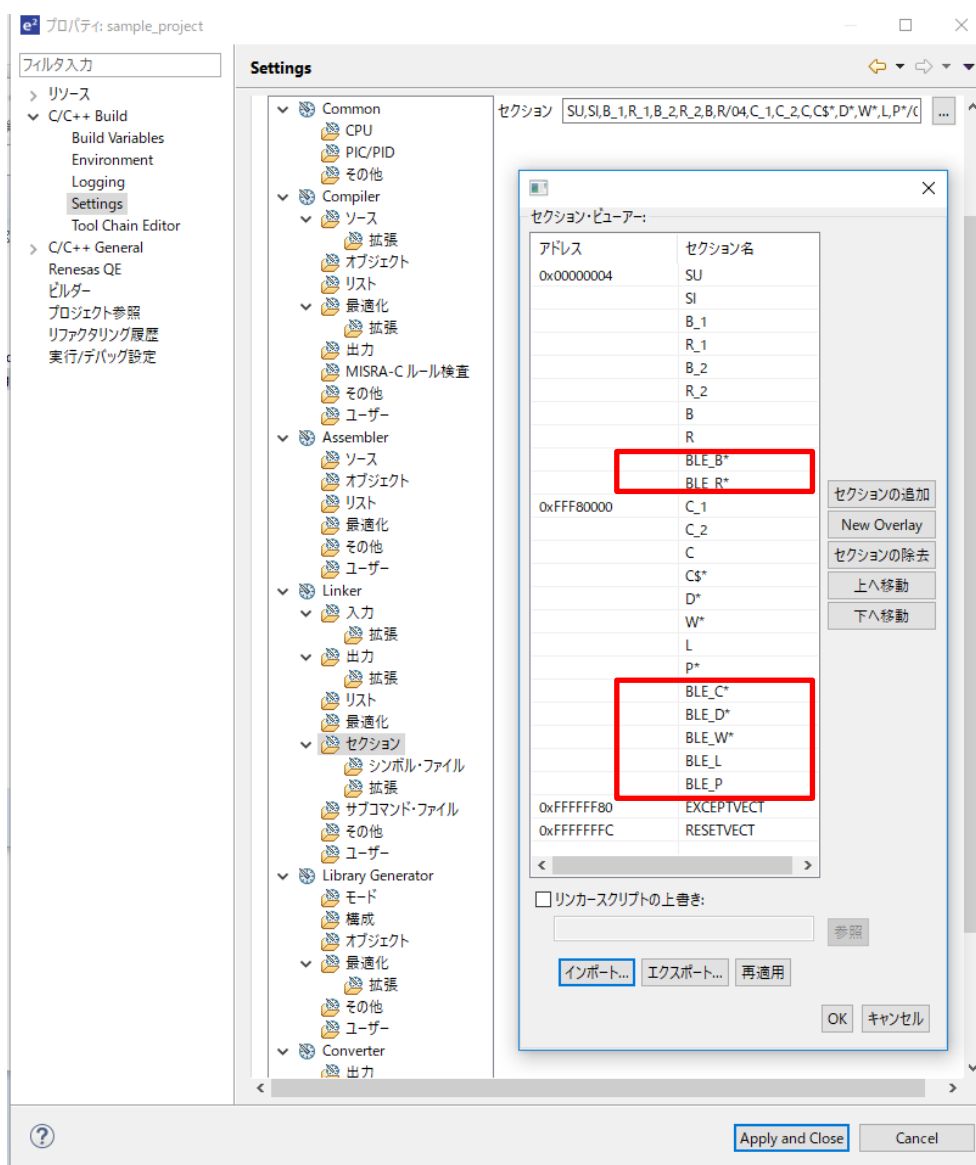 e² プロパティ: sample_project
フィルタ入力
リソース
C/C++ Build
Build Variables
Environment
Logging
Settings
Tool Chain Editor
C/C++ General
Renesas QE
ビルダー
プロジェクト参照
リファクタリング履歴
実行/デバッグ設定
Settings
Common
CPU
PIC/PID
その他
Compiler
ソース
拡張
オブジェクト
リスト
最適化
拡張
出力
MISRA-C ルール検査
その他
ユーザー
Assembler
ソース
オブジェクト
リスト
最適化
その他
ユーザー
Linker
入力
拡張
出力
拡張
リスト
最適化
セクション
シンボル・ファイル
拡張
サブコマンド・ファイル
その他
ユーザー
Library Generator
モード
構成
オブジェクト
最適化
拡張
その他
ユーザー
Converter
出力
セクション SU,SI,B_1,R_1,B_2,R_2,B,R/04,C_1,C_2,C,C$*,D*,W*,L,P*/0 ...
セクション・ビューアー:
アドレス セクション名
0x00000004 SU
SI
B_1
R_1
B_2
R_2
B
R
BLE_B*
BLE_R*
0xFFF80000 C_1
C_2
C
C$*
D*
W*
L
P*
BLE_C*
BLE_D*
BLE_W*
BLE_L
BLE_P
0xFFFFFF80 EXCEPTVECT
0xFFFFFFFC RESETVECT
セクションの追加
New Overlay
セクションの除去
上へ移動
下へ移動
リンカースクリプトの上書き:
参照
インポート... エクスポート... 再適用
OK キャンセル
Apply and Close Cancel